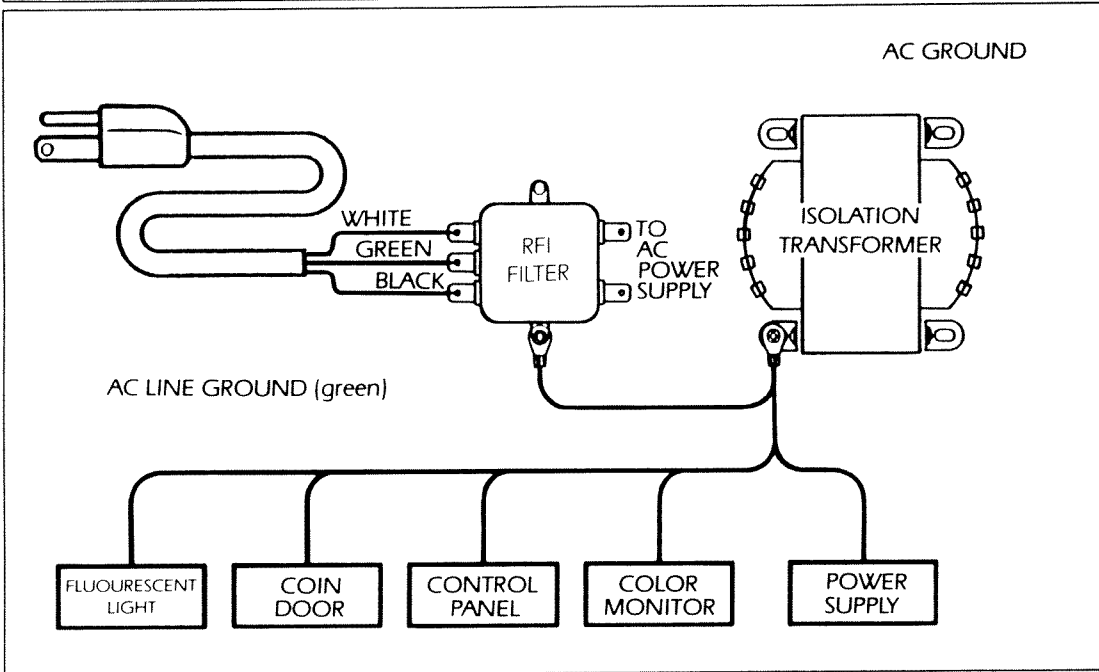 AC GROUND
WHITE
GREEN
BLACK
RFI
FILTER
TO
AC
POWER
SUPPLY
ISOLATION
TRANSFORMER
AC LINE GROUND (green)
FLUOURESCENT
LIGHT
COIN
DOOR
CONTROL
PANEL
COLOR
MONITOR
POWER
SUPPLY